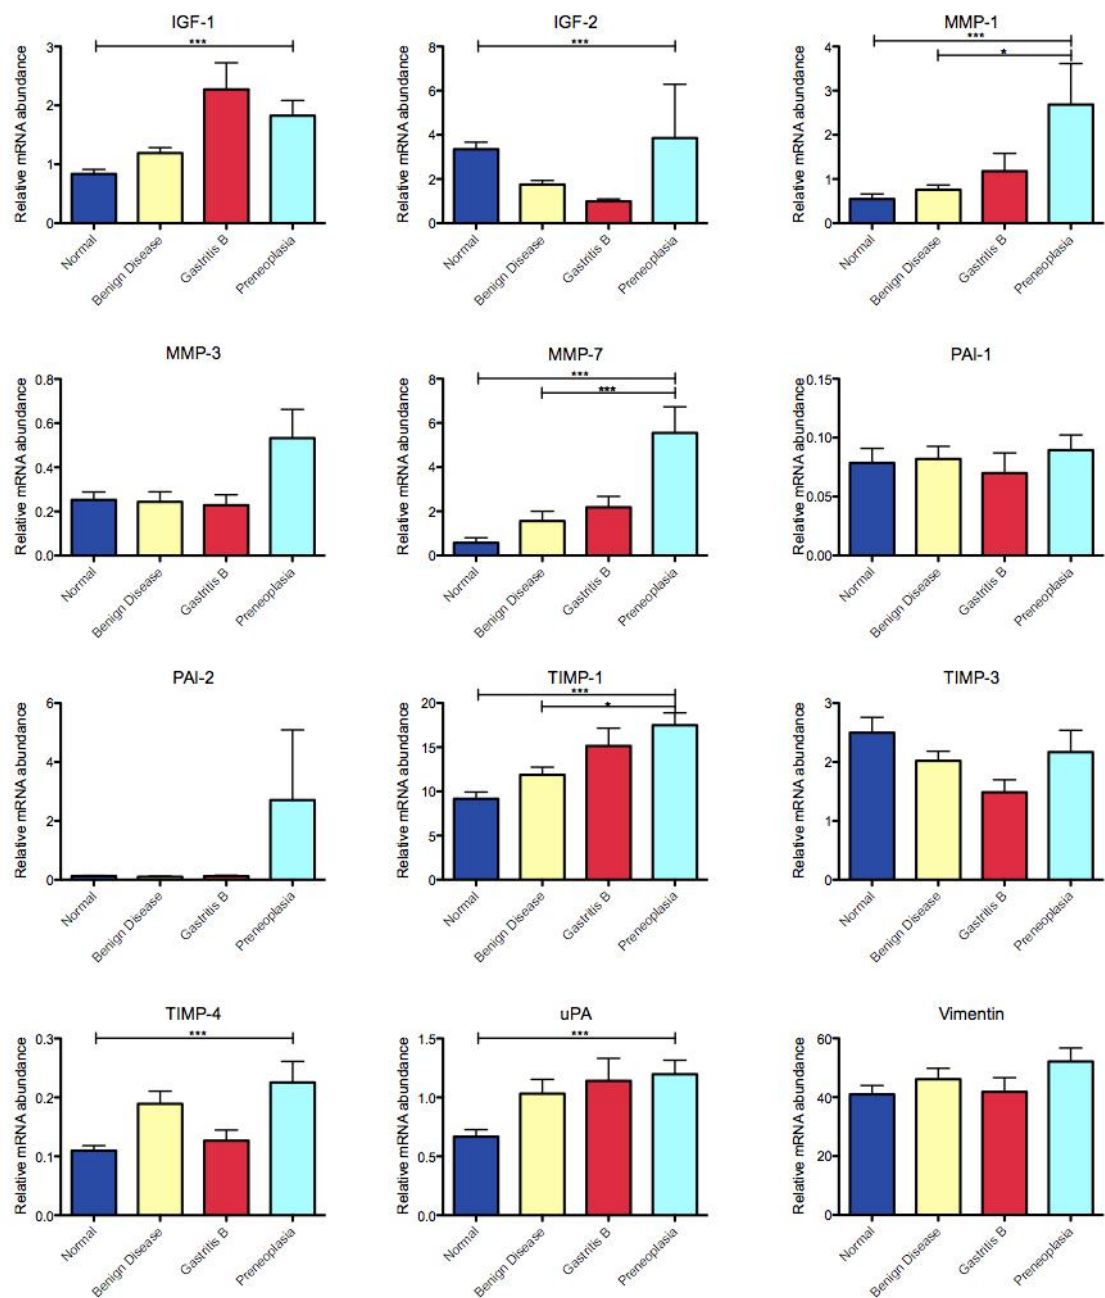 IGF-1
***
Relative mRNA abundance
3
2
1
0
Normal
Benign Disease
Gastritis B
Preneoplasia
IGF-2
***
Relative mRNA abundance
8
6
4
2
0
Normal
Benign Disease
Gastritis B
Preneoplasia
MMP-1
***
*
Relative mRNA abundance
4
3
2
1
0
Normal
Benign Disease
Gastritis B
Preneoplasia
MMP-3
Relative mRNA abundance
0.8
0.6
0.4
0.2
0.0
Normal
Benign Disease
Gastritis B
Preneoplasia
MMP-7
***
***
Relative mRNA abundance
8
6
4
2
0
Normal
Benign Disease
Gastritis B
Preneoplasia
PAI-1
Relative mRNA abundance
0.15
0.10
0.05
0.00
Normal
Benign Disease
Gastritis B
Preneoplasia
PAI-2
Relative mRNA abundance
6
4
2
0
Normal
Benign Disease
Gastritis B
Preneoplasia
TIMP-1
***
*
Relative mRNA abundance
20
15
10
5
0
Normal
Benign Disease
Gastritis B
Preneoplasia
TIMP-3
Relative mRNA abundance
3
2
1
0
Normal
Benign Disease
Gastritis B
Preneoplasia
TIMP-4
***
Relative mRNA abundance
0.3
0.2
0.1
0.0
Normal
Benign Disease
Gastritis B
Preneoplasia
uPA
***
Relative mRNA abundance
1.5
1.0
0.5
0.0
Normal
Benign Disease
Gastritis B
Preneoplasia
Vimentin
Relative mRNA abundance
60
40
20
0
Normal
Benign Disease
Gastritis B
Preneoplasia